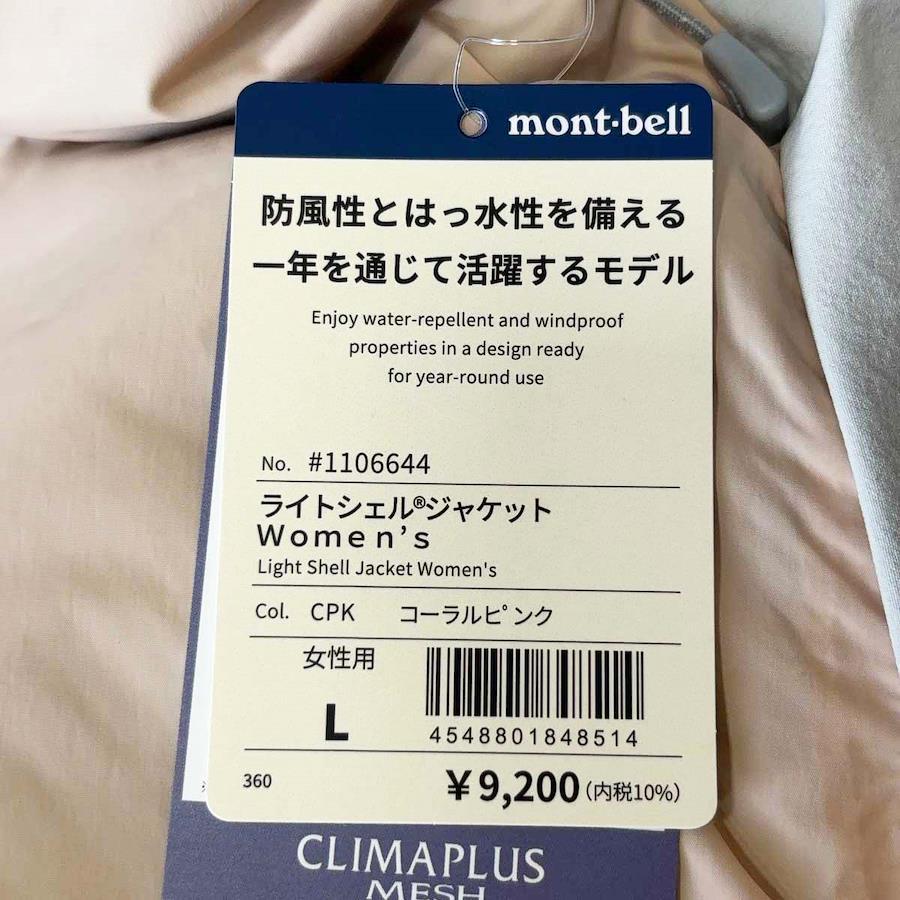 mont-bell
防風性とはっ水性を備える
一年を通じて活躍するモデル
Enjoy water-repellent and windproof
properties in a design ready
for year-round use
No. #1106644
ライトシェル®ジャケット
Women's
Light Shell Jacket Women's
Col. CPK コーラルピンク
女性用
L
4548801848514
360 ¥9,200(内税10%)
CLIMAPLUS
MESH